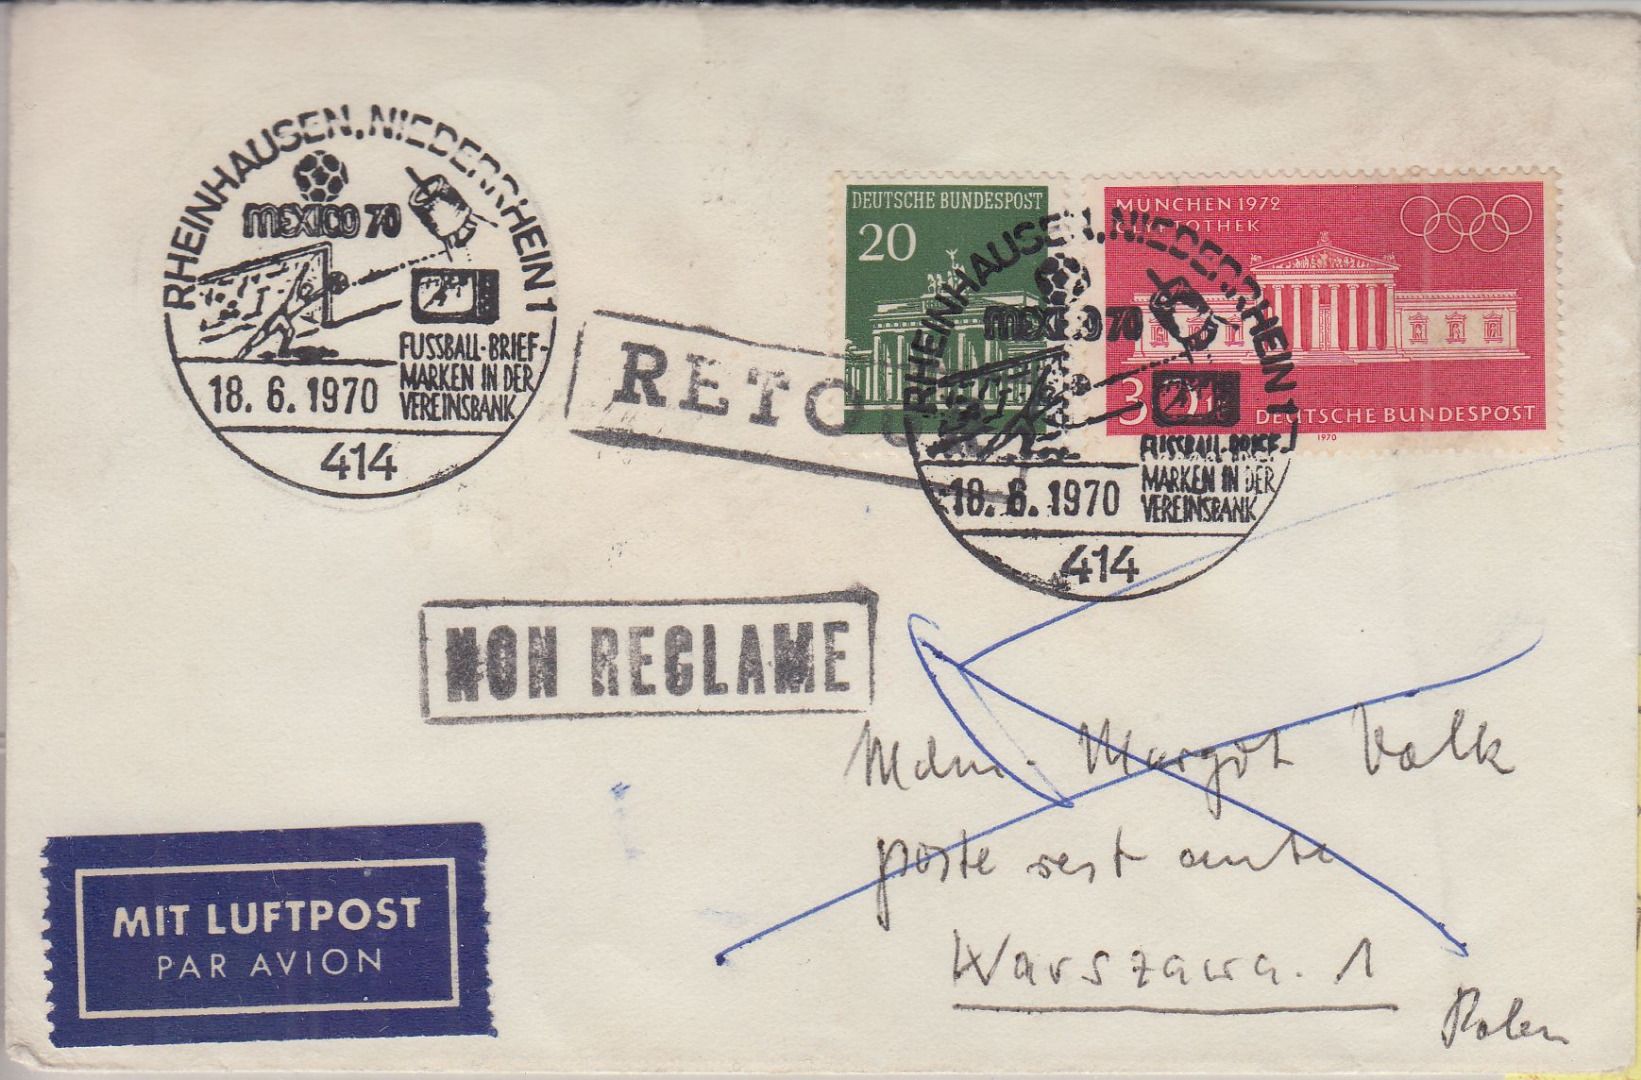 RHEINHAUSEN, NIEDERRHEIN 1
MEXICO 70
FUSSBALL-BRIEF-
MARKEN IN DER
VEREINSBANK
18. 6. 1970
414
DEUTSCHE BUNDESPOST
20
MÜNCHEN 1972
THEK
DEUTSCHE BUNDESPOST
1970
RHEINHAUSEN, NIEDERRHEIN 1
MEXICO 70
FUSSBALL-BRIEF-
MARKEN IN DER
VEREINSBANK
18. 6. 1970
414
RETOUR
NON RECLAME
Margot Valk
poste restante
Warszawa. 1
Polen
MIT LUFTPOST
PAR AVION